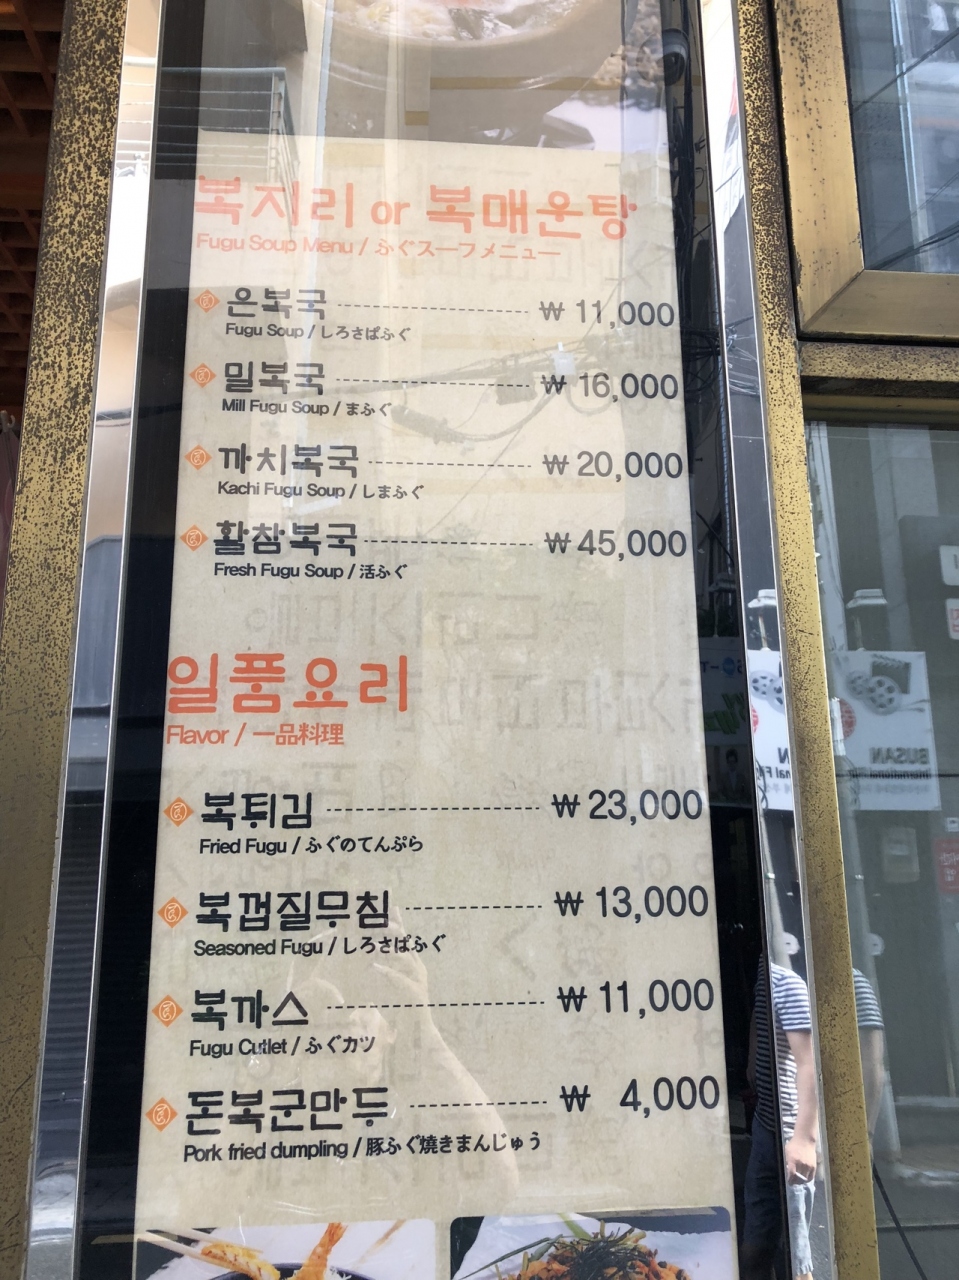 복지리 or 복매운탕
Fugu Soup Menu / ふぐスープメニュー
은복국 ₩ 11,000
Fugu Soup / しろさばふぐ
밀복국 ₩ 16,000
Mill Fugu Soup / まふぐ
까치복국 ₩ 20,000
Kachi Fugu Soup / しまふぐ
활참복국 ₩ 45,000
Fresh Fugu Soup / 活ふぐ
일품요리
Flavor / 一品料理
복튀김 ₩ 23,000
Fried Fugu / ふぐのてんぷら
복껍질무침 ₩ 13,000
Seasoned Fugu / しろさばふぐ
복까스 ₩ 11,000
Fugu Cutlet / ふぐカツ
돈복군만두 ₩ 4,000
Pork fried dumpling / 豚ふぐ焼きまんじゅう
BUSAN